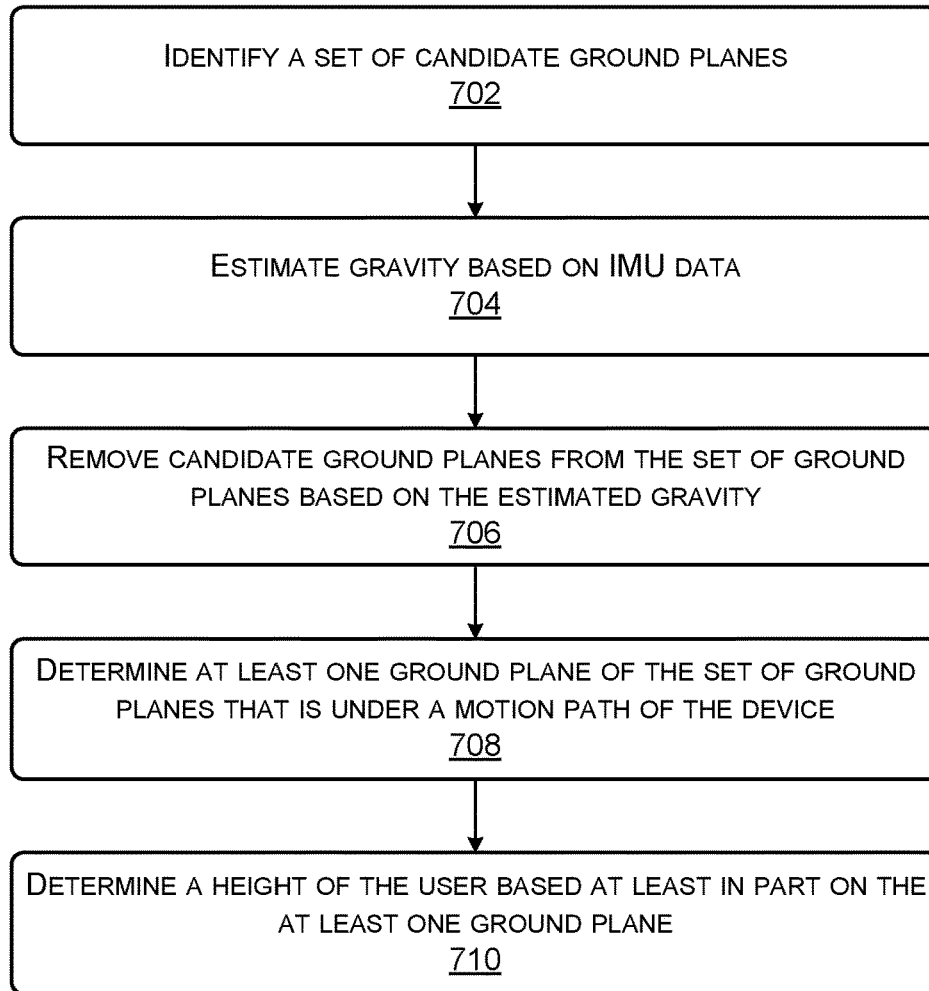 IDENTIFY A SET OF CANDIDATE GROUND PLANES
702
ESTIMATE GRAVITY BASED ON IMU DATA
704
REMOVE CANDIDATE GROUND PLANES FROM THE SET OF GROUND
PLANES BASED ON THE ESTIMATED GRAVITY
706
DETERMINE AT LEAST ONE GROUND PLANE OF THE SET OF GROUND
PLANES THAT IS UNDER A MOTION PATH OF THE DEVICE
708
DETERMINE A HEIGHT OF THE USER BASED AT LEAST IN PART ON THE
AT LEAST ONE GROUND PLANE
710